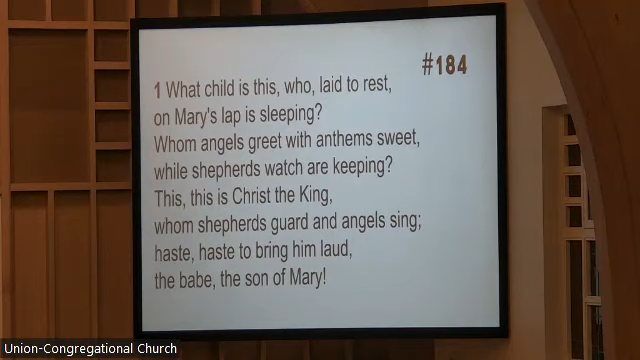 #184
1 What child is this, who, laid to rest,
on Mary's lap is sleeping?
Whom angels greet with anthems sweet,
while shepherds watch are keeping?
This, this is Christ the King,
whom shepherds guard and angels sing;
haste, haste to bring him laud,
the babe, the son of Mary!
Union-Congregational Church